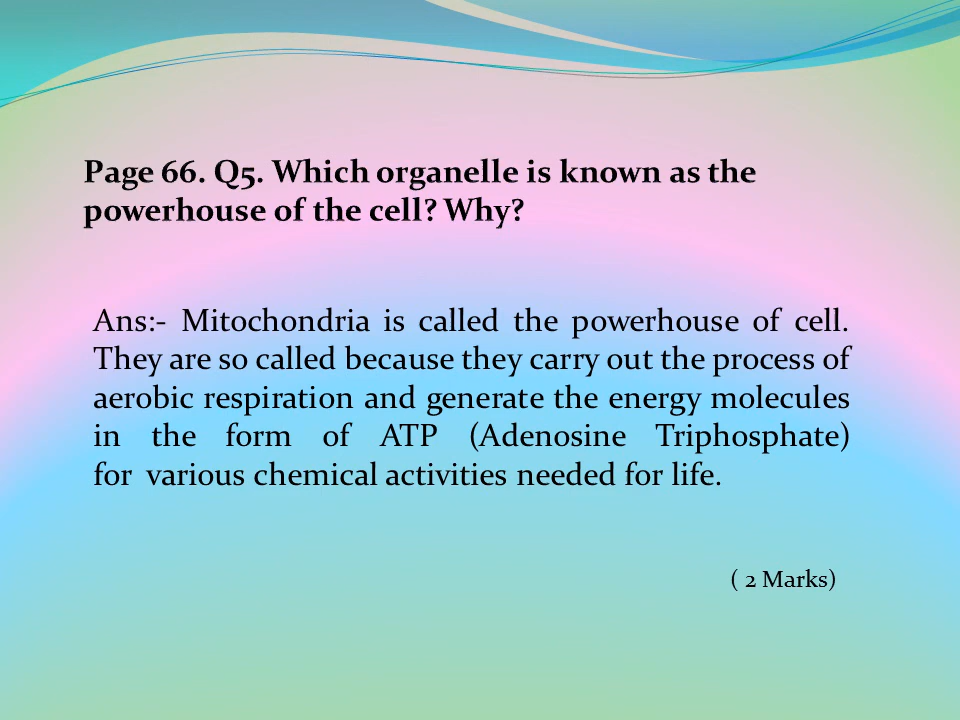 Page 66. Q5. Which organelle is known as the
powerhouse of the cell? Why?
Ans:- Mitochondria is called the powerhouse of cell.
They are so called because they carry out the process of
aerobic respiration and generate the energy molecules
in the form of ATP (Adenosine Triphosphate)
for various chemical activities needed for life.
( 2 Marks)